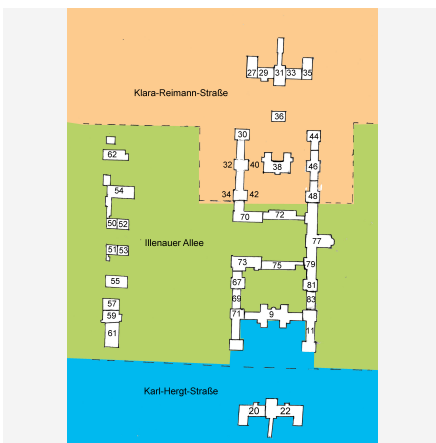 27 29 31 33 35
Klara-Reimann-Straße
36
30 44
32 40 38 46
62
54
34 42 48
70 72
50 52
77
Illenauer Allee
51 53
73 75 79
55 67 81
57 69 83
59 71 9
61 11
Karl-Hergt-Straße
20 22